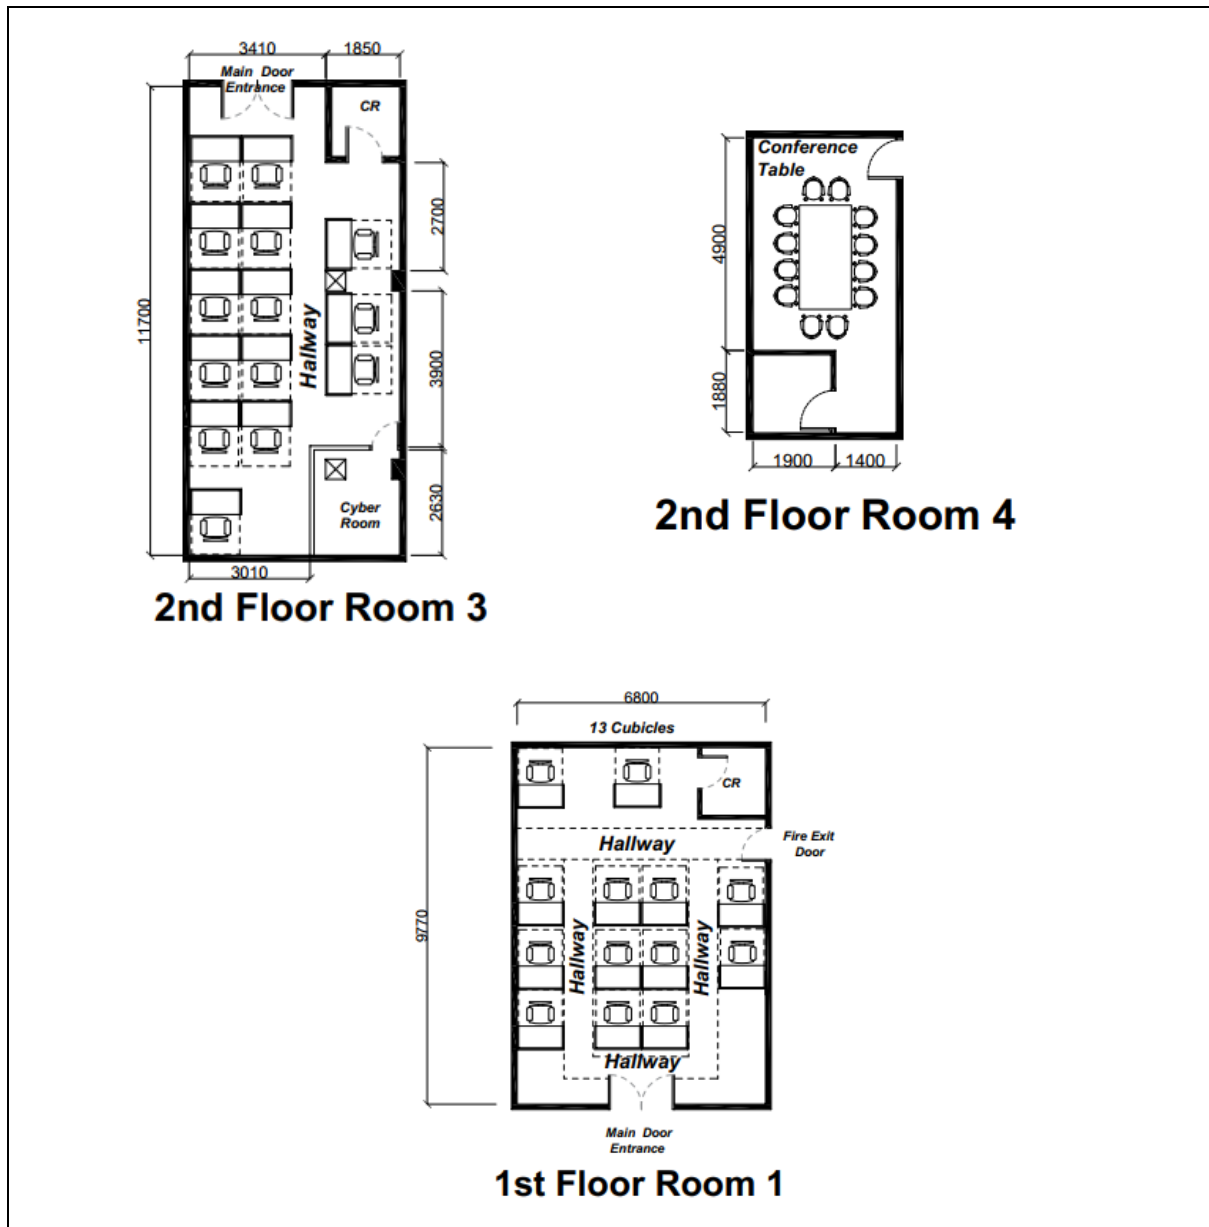 3410
1850
Main Door
Entrance
CR
11700
2700
Hallway
3900
2630
Cyber
Room
3010
2nd Floor Room 3
Conference
Table
4900
1880
1900
1400
2nd Floor Room 4
6800
13 Cubicles
CR
Hallway
Fire Exit
Door
9770
Hallway
Hallway
Hallway
Main Door
Entrance
1st Floor Room 1